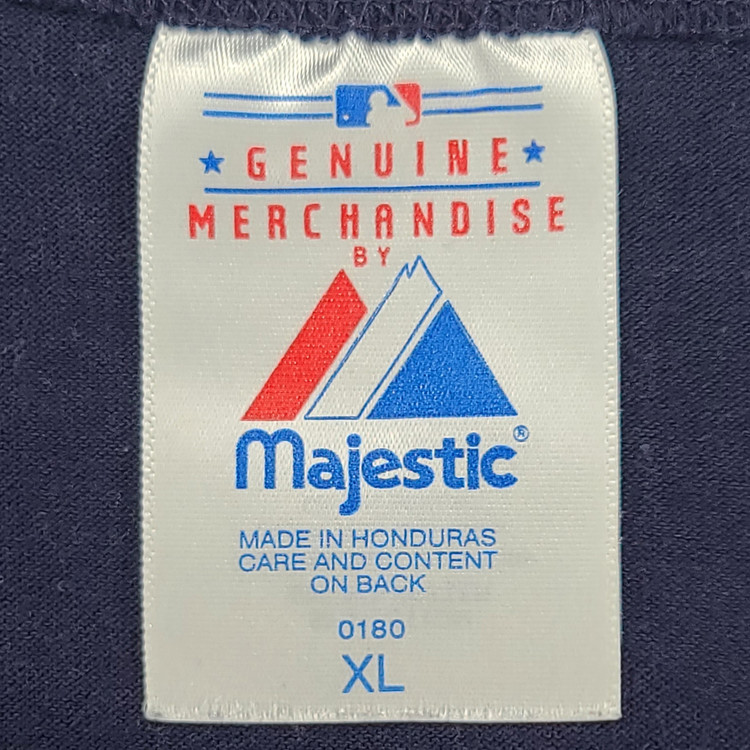 GENUINE
MERCHANDISE
BY
Majestic®
MADE IN HONDURAS
CARE AND CONTENT
ON BACK
0180
XL